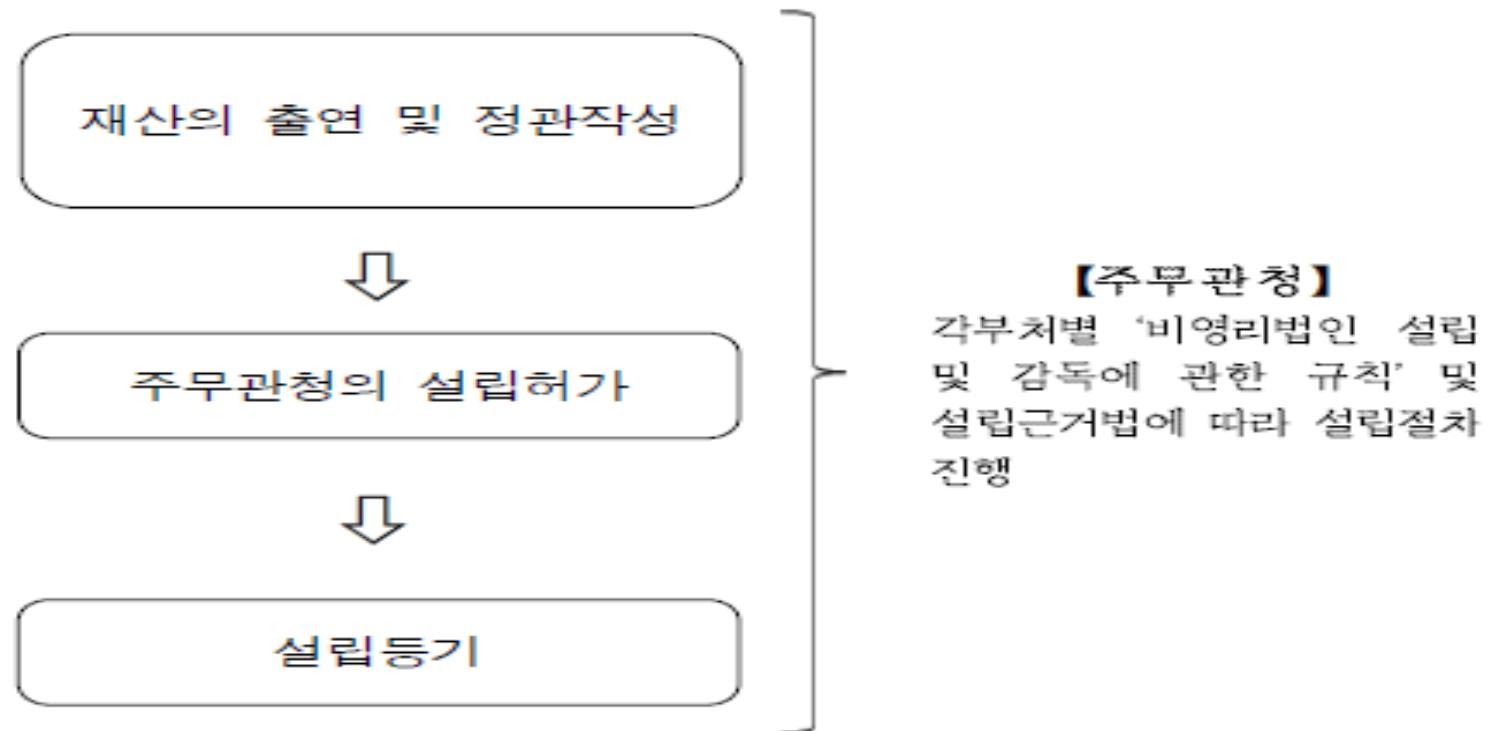 재산의 출연 및 정관작성
주무관청의 설립허가
설립등기
【주무관청】
각부처별 ‘비영리법인 설립
및 감독에 관한 규칙’ 및
설립근거법에 따라 설립절차
진행